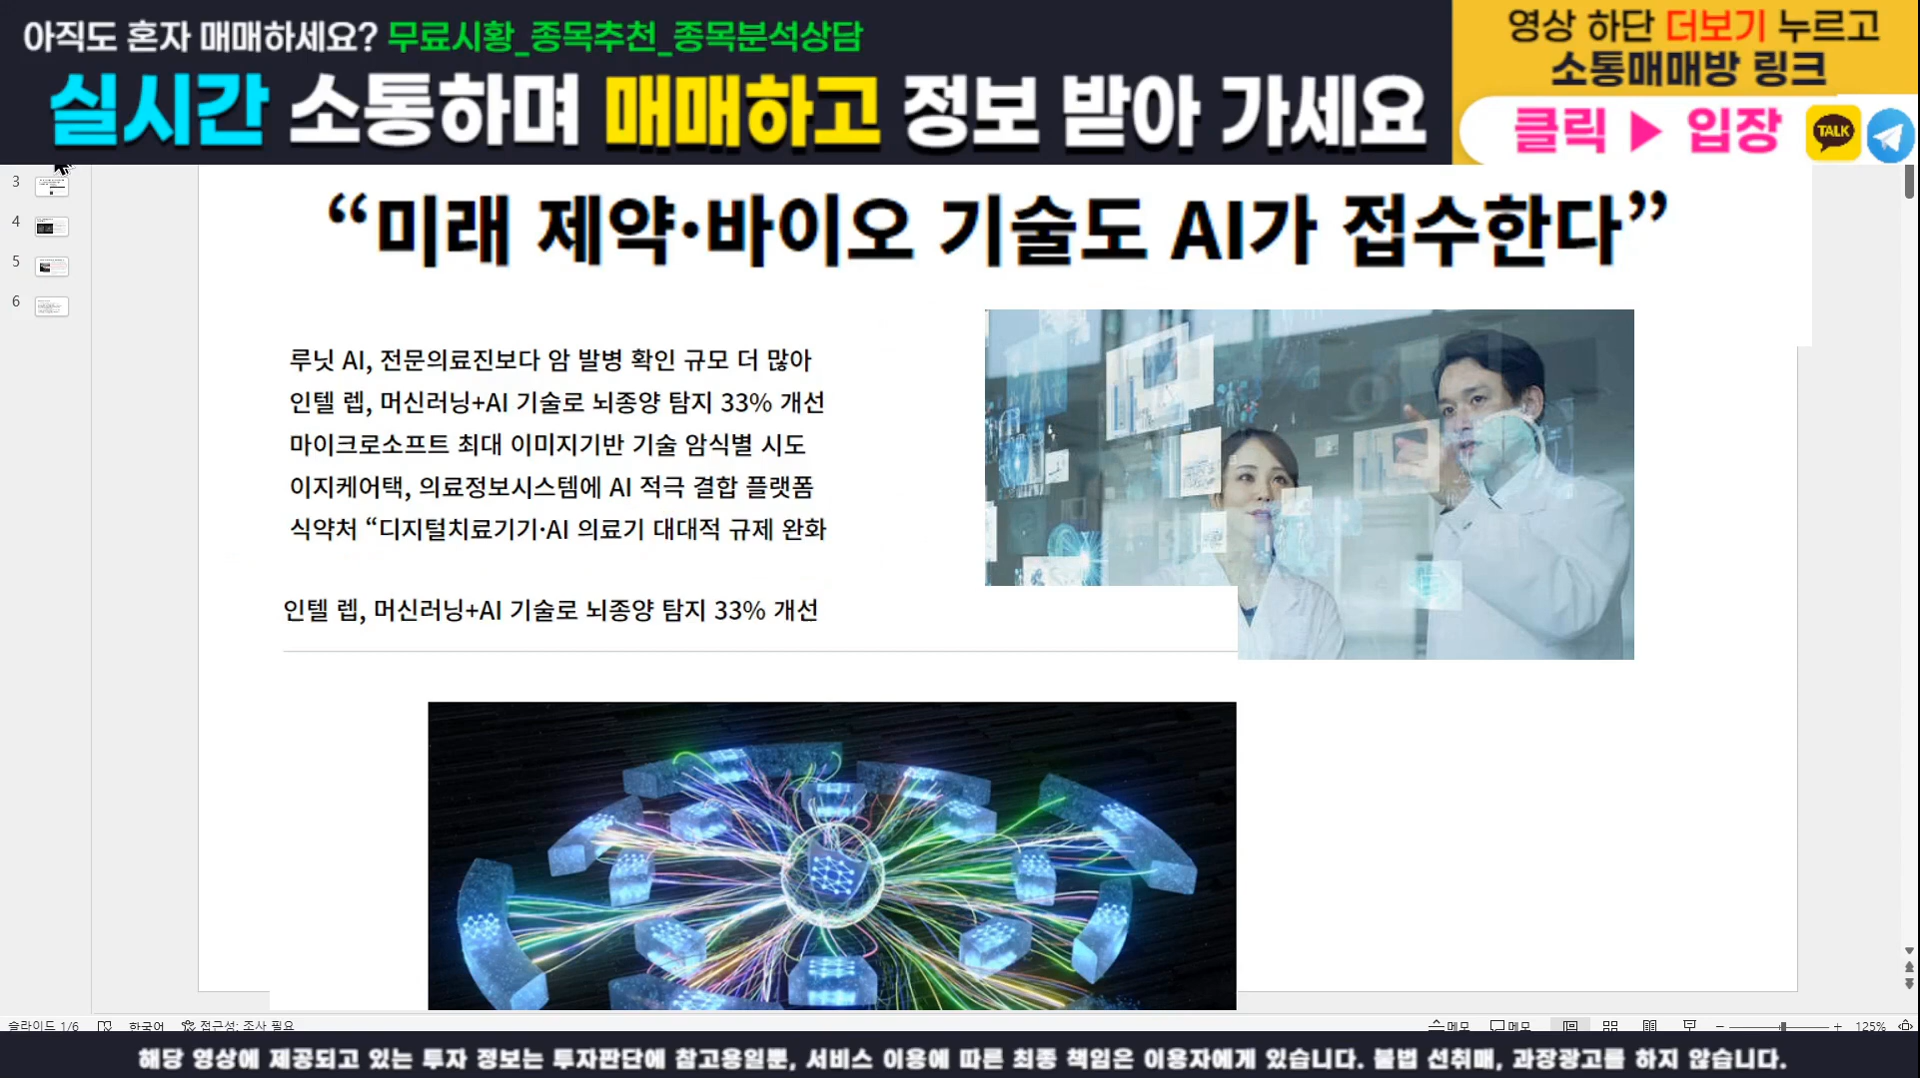 아직도 혼자 매매하세요? 무료시황_종목추천_종목분석상담
실시간 소통하며 매매하고 정보 받아 가세요
영상 하단 더보기 누르고
소통매매방 링크
클릭 ▶ 입장
TALK
3
4
5
6
“미래 제약·바이오 기술도 AI가 접수한다”
루닛 AI, 전문의료진보다 암 발병 확인 규모 더 많아
인텔 렙, 머신러닝+AI 기술로 뇌종양 탐지 33% 개선
마이크로소프트 최대 이미지기반 기술 암식별 시도
이지케어택, 의료정보시스템에 AI 적극 결합 플랫폼
식약처 “디지털치료기기·AI 의료기 대대적 규제 완화
인텔 렙, 머신러닝+AI 기술로 뇌종양 탐지 33% 개선
슬라이드 1/6 한국어 접근성: 조사 필요 메모 메모 125%
해당 영상에 제공되고 있는 투자 정보는 투자판단에 참고용일뿐, 서비스 이용에 따른 최종 책임은 이용자에게 있습니다. 불법 선취매, 과장광고를 하지 않습니다.